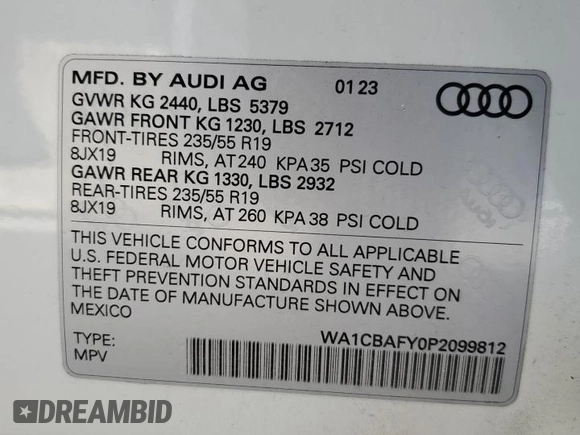 MFD. BY AUDI AG 01 23
GVWR KG 2440, LBS 5379
GAWR FRONT KG 1230, LBS 2712
FRONT-TIRES 235/55 R19
8JX19 RIMS, AT 240 KPA 35 PSI COLD
GAWR REAR KG 1330, LBS 2932
REAR-TIRES 235/55 R19
8JX19 RIMS, AT 260 KPA 38 PSI COLD
THIS VEHICLE CONFORMS TO ALL APPLICABLE
U.S. FEDERAL MOTOR VEHICLE SAFETY AND
THEFT PREVENTION STANDARDS IN EFFECT ON
THE DATE OF MANUFACTURE SHOWN ABOVE.
MEXICO
WA1CBAFY0P2099812
TYPE:
MPV
Audi
DREAMBID